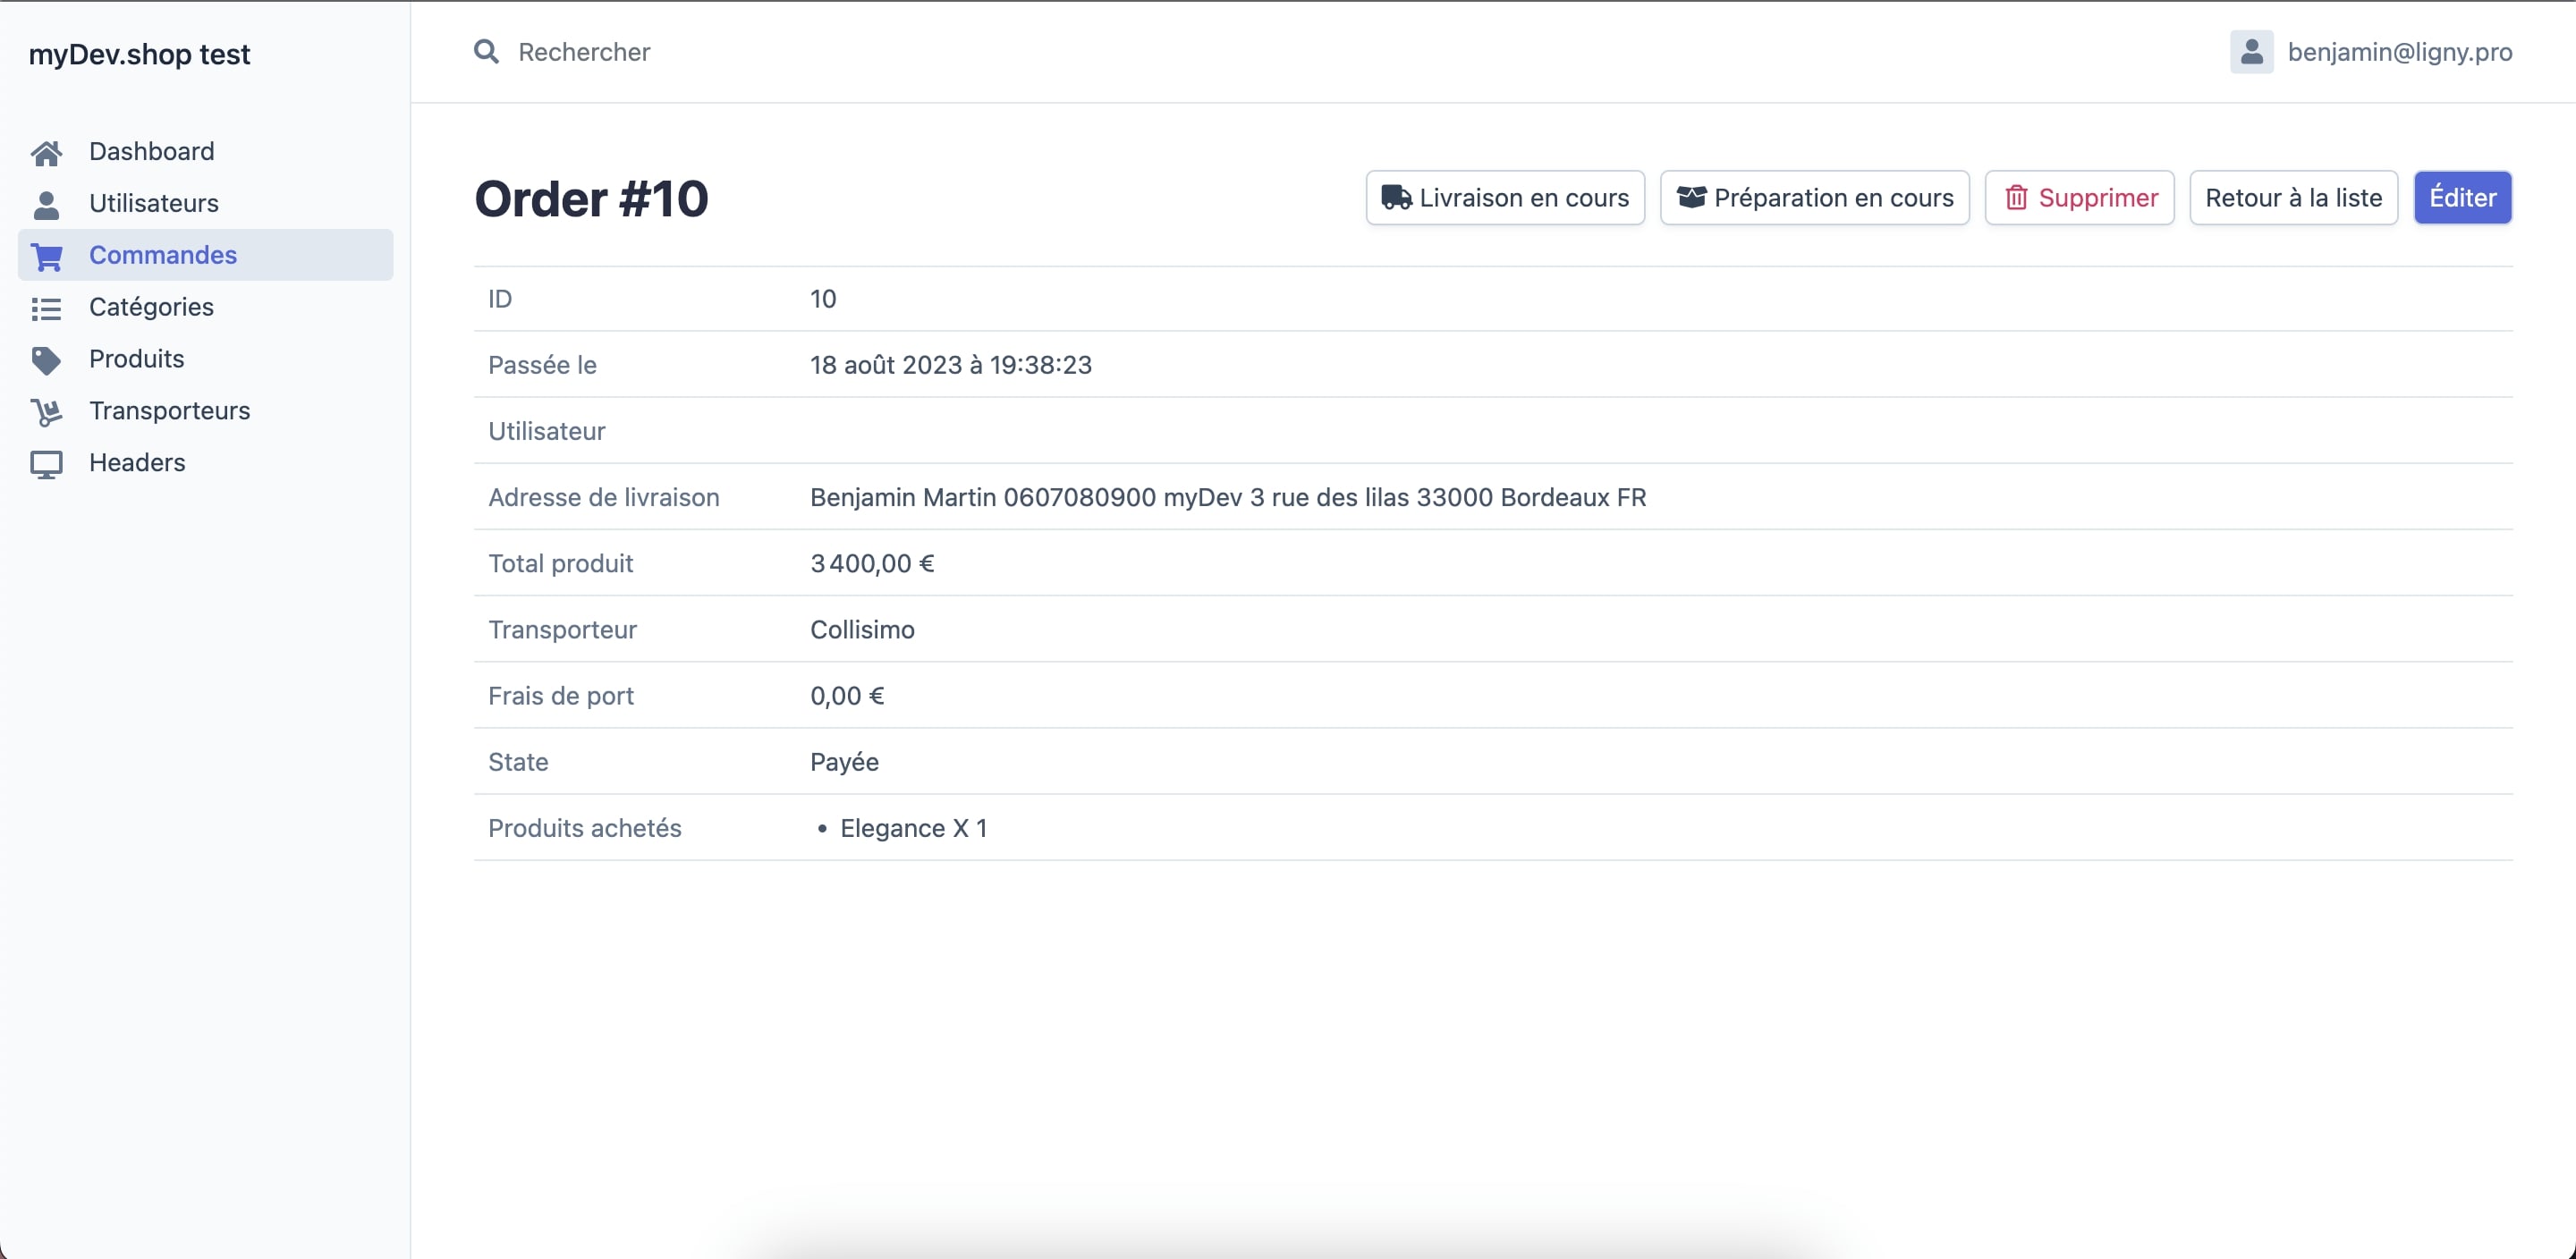 myDev.shop test
Rechercher
benjamin@ligny.pro
Dashboard
Utilisateurs
Commandes
Catégories
Produits
Transporteurs
Headers
Order #10
Livraison en cours
Préparation en cours
Supprimer
Retour à la liste
Éditer
ID 10
Passée le 18 août 2023 à 19:38:23
Utilisateur
Adresse de livraison Benjamin Martin 0607080900 myDev 3 rue des lilas 33000 Bordeaux FR
Total produit 3 400,00 €
Transporteur Collisimo
Frais de port 0,00 €
State Payée
Produits achetés • Elegance X 1